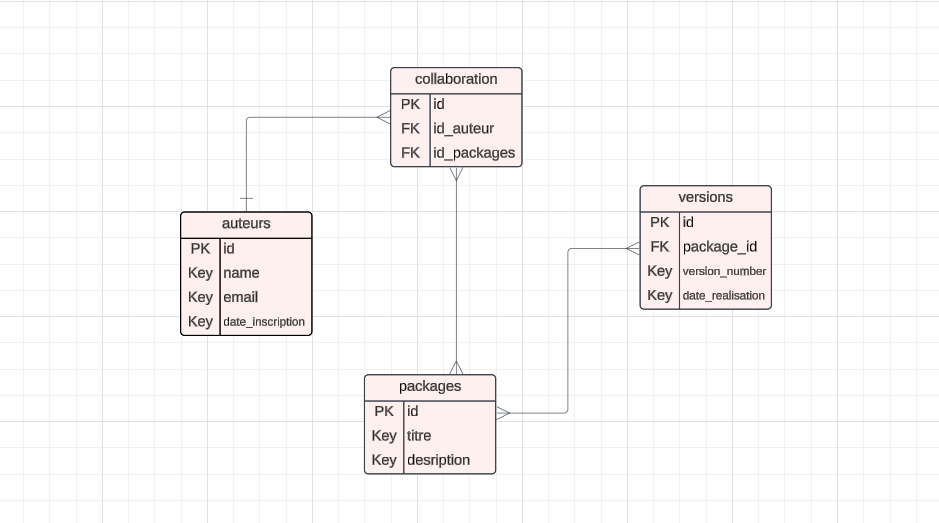 collaboration
PK id
FK id_auteur
FK id_packages
auteurs
PK id
Key name
Key email
Key date_inscription
versions
PK id
FK package_id
Key version_number
Key date_realisation
packages
PK id
Key titre
Key desription